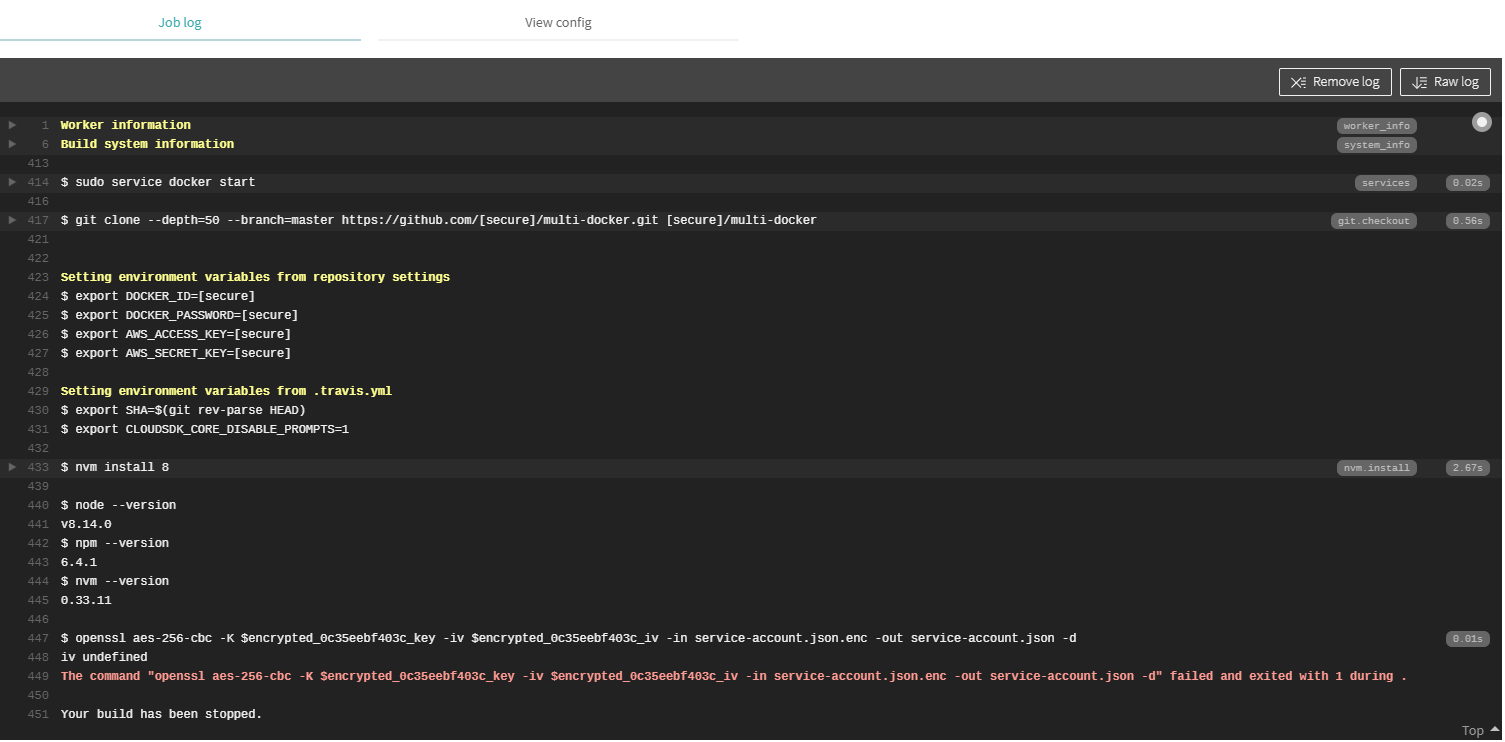 Job log
View config
Remove log
Raw log
1 Worker information worker_info
6 Build system information system_info
413
414 $ sudo service docker start services 0.02s
416
417 $ git clone --depth=50 --branch=master https://github.com/[secure]/multi-docker.git [secure]/multi-docker git.checkout 0.56s
421
422
423 Setting environment variables from repository settings
424 $ export DOCKER_ID=[secure]
425 $ export DOCKER_PASSWORD=[secure]
426 $ export AWS_ACCESS_KEY=[secure]
427 $ export AWS_SECRET_KEY=[secure]
428
429 Setting environment variables from .travis.yml
430 $ export SHA=$(git rev-parse HEAD)
431 $ export CLOUDSDK_CORE_DISABLE_PROMPTS=1
432
433 $ nvm install 8 nvm.install 2.67s
439
440 $ node --version
441 v8.14.0
442 $ npm --version
443 6.4.1
444 $ nvm --version
445 0.33.11
446
447 $ openssl aes-256-cbc -K $encrypted_0c35eebf403c_key -iv $encrypted_0c35eebf403c_iv -in service-account.json.enc -out service-account.json -d 0.01s
448 iv undefined
449 The command "openssl aes-256-cbc -K $encrypted_0c35eebf403c_key -iv $encrypted_0c35eebf403c_iv -in service-account.json.enc -out service-account.json -d" failed and exited with 1 during .
450
451 Your build has been stopped.
Top